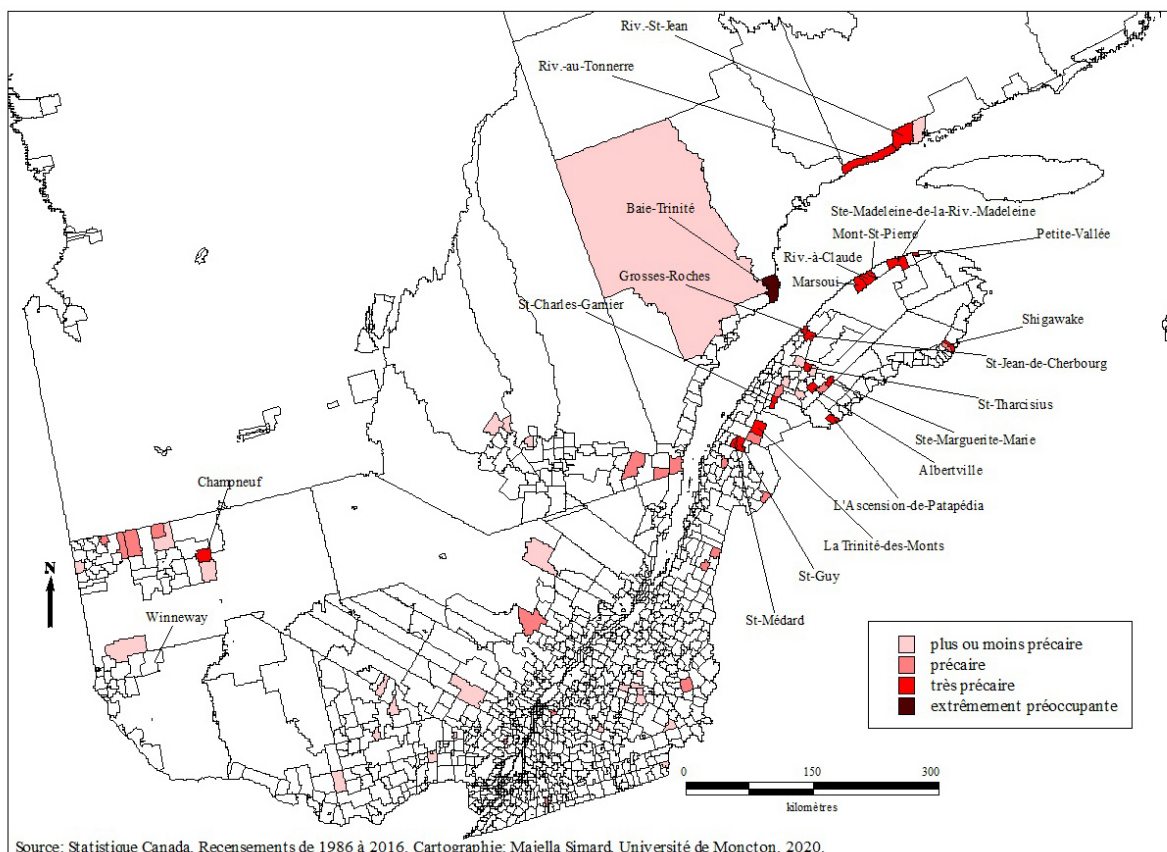 Riv.-St-Jean
Riv.-au-Tonnerre
Ste-Madeleine-de-la-Riv.-Madeleine
Baie-Trinité
Mont-St-Pierre
Petite-Vallée
Riv.-à-Claude
Grosses-Roches
Marsoui
St-Charles-Garnier
Shigawake
St-Jean-de-Cherbourg
St-Tharcisius
Ste-Marguerite-Marie
Albertville
Champneuf
L'Ascension-de-Patapédia
La Trinité-des-Monts
N
St-Guy
Winneway
St-Médard
plus ou moins précaire
précaire
très précaire
extrêmement préoccupante
0 150 300
kilomètres
Source: Statistique Canada. Recensements de 1986 à 2016. Cartographie: Majella Simard. Université de Moncton. 2020.